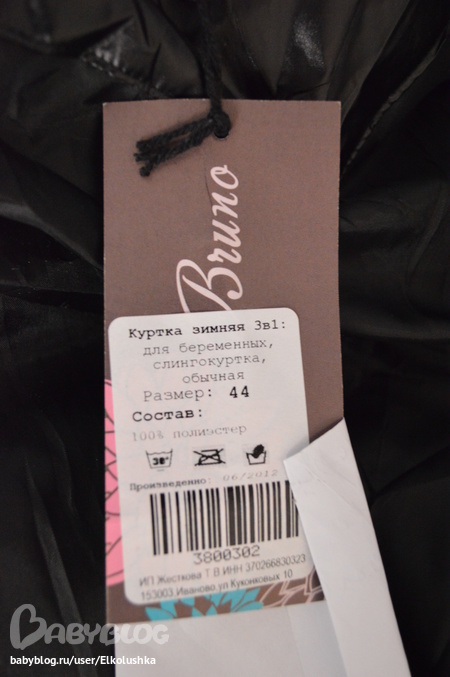 Bruno
Куртка зимняя 3в1:
для беременных,
слингокуртка,
обычная
Размер: 44
Состав:
100% полиэстер
30°
Произведено: 06/2012
3800302
ИП Жесткова Т В ИНН 370266830323
153003 Иваново,ул Куконковых 10
BABYBLOG
babyblog.ru/user/Elkolushka